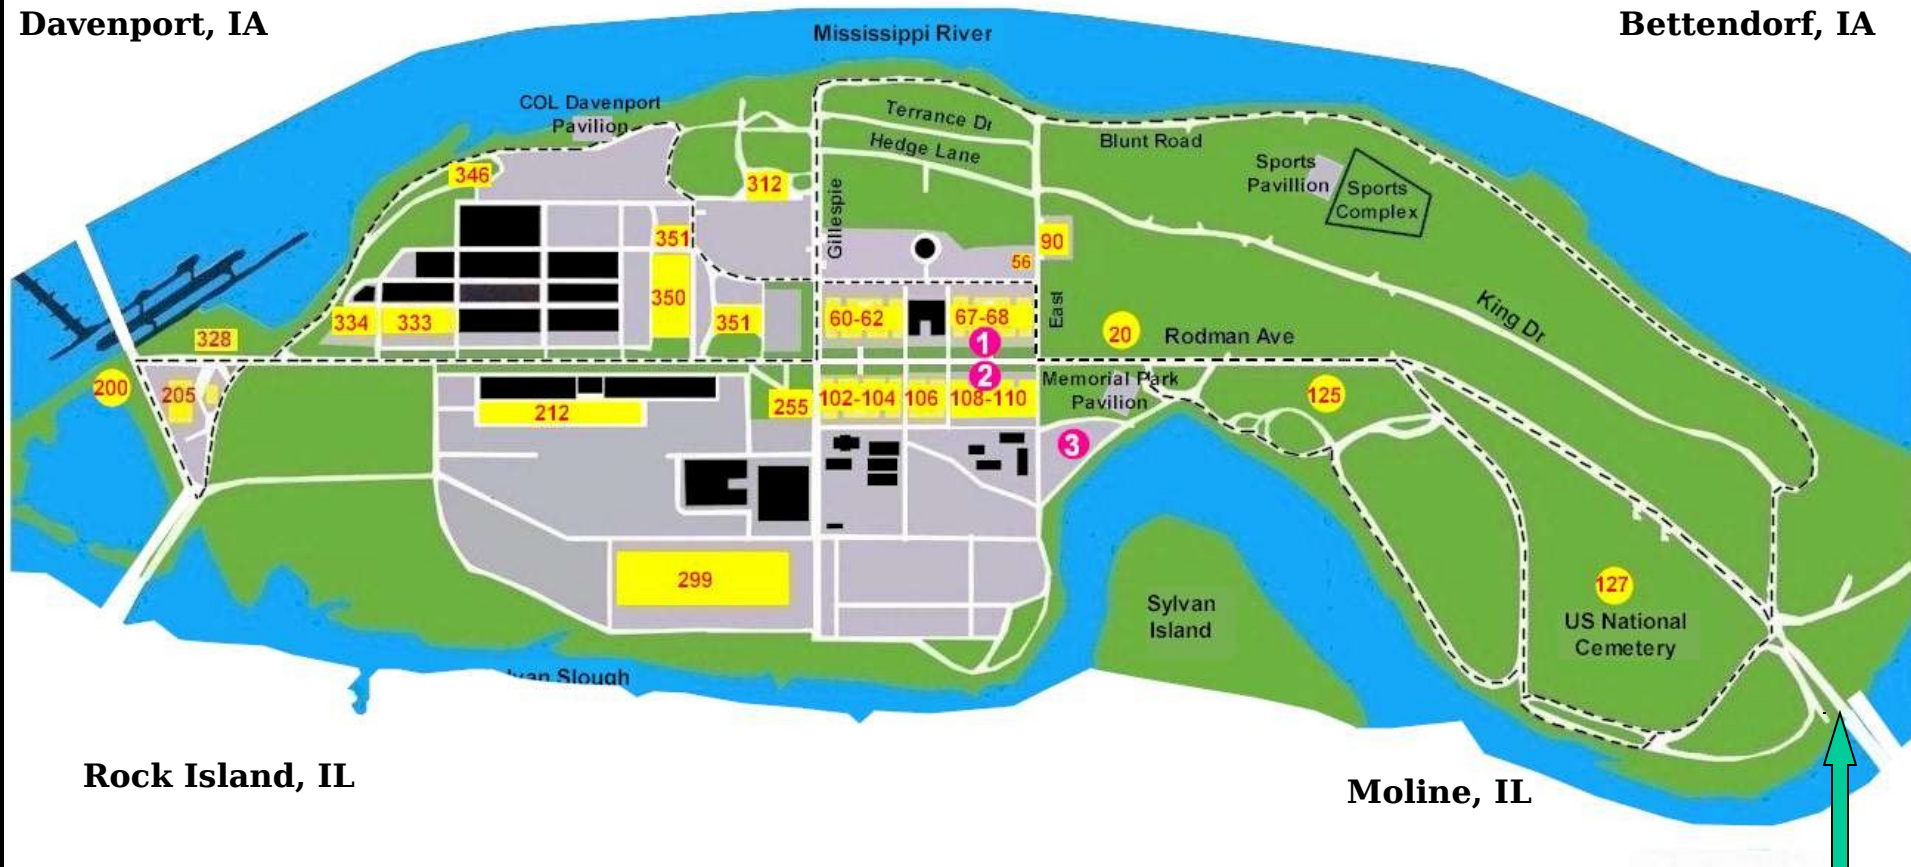 Davenport, IA
Bettendorf, IA
Mississippi River
COL Davenport
Pavilion
Terrance Dr
Hedge Lane
Blunt Road
Sports
Pavillion
Sports
Complex
346
312
Gillespie
351
90
56
350
334
333
351
60-62
67-68
East
King Dr
328
1
20
Rodman Ave
200
205
2
Memorial Park
Pavilion
125
212
255
102-104
106
108-110
3
299
127
Sylvan
Island
US National
Cemetery
Slough
Rock Island, IL
Moline, IL